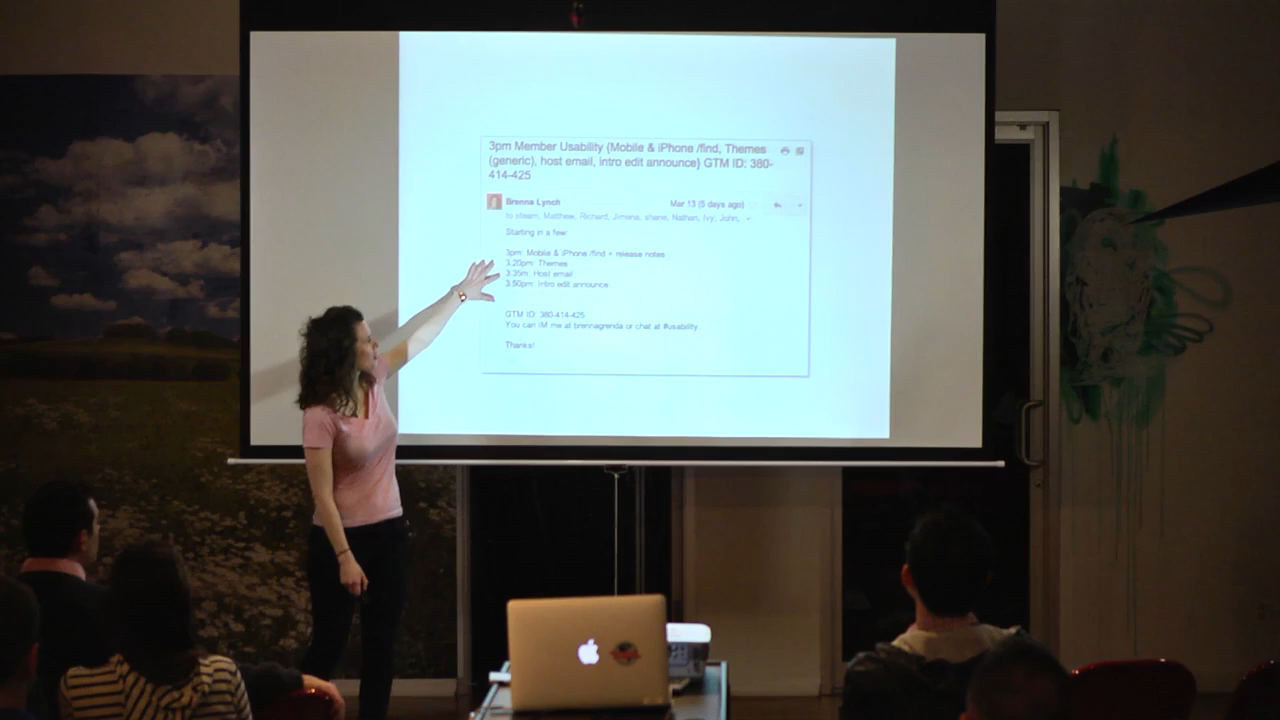 3pm Member Usability (Mobile & iPhone /find, Themes
(generic), host email, intro edit announce) GTM ID: 380-
414-425
Brenna Lynch
Mar 13 (5 days ago)
to steam, Matthew, Richard, Jimena, shane, Nathan, Ivy, John,
Starting in a few:
3pm: Mobile & iPhone /find + release notes
3:20pm: Themes
3:35m: Host email
3:50pm: Intro edit announce
GTM ID: 380-414-425
You can IM me at brennagrenda or chat at #usability
Thanks!